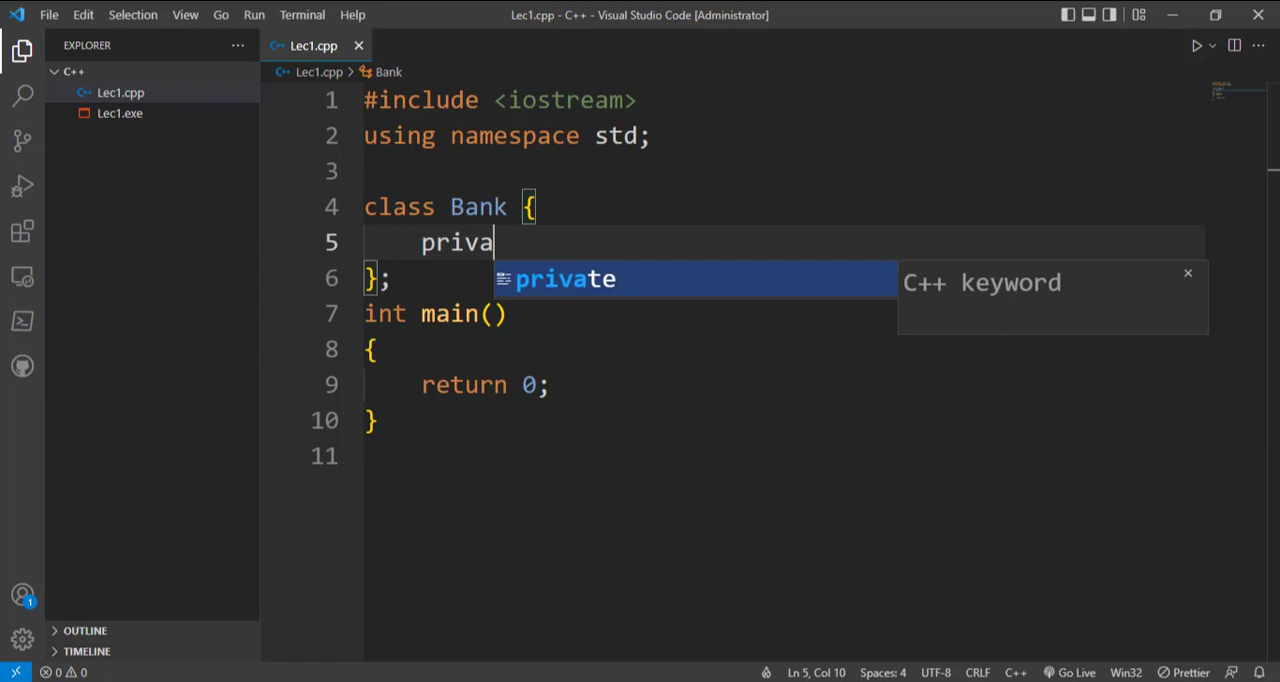 File Edit Selection View Go Run Terminal Help
Lec1.cpp - C++ - Visual Studio Code [Administrator]
EXPLORER
Lec1.cpp
C++
Lec1.cpp
Lec1.exe
Lec1.cpp > Bank
1 #include <iostream>
2 using namespace std;
3
4 class Bank {
5 priva
private
C++ keyword
6 };
7 int main()
8 {
9 return 0;
10 }
11
1
OUTLINE
TIMELINE
0 0
Ln 5, Col 10 Spaces: 4 UTF-8 CRLF C++ Go Live Win32 Prettier